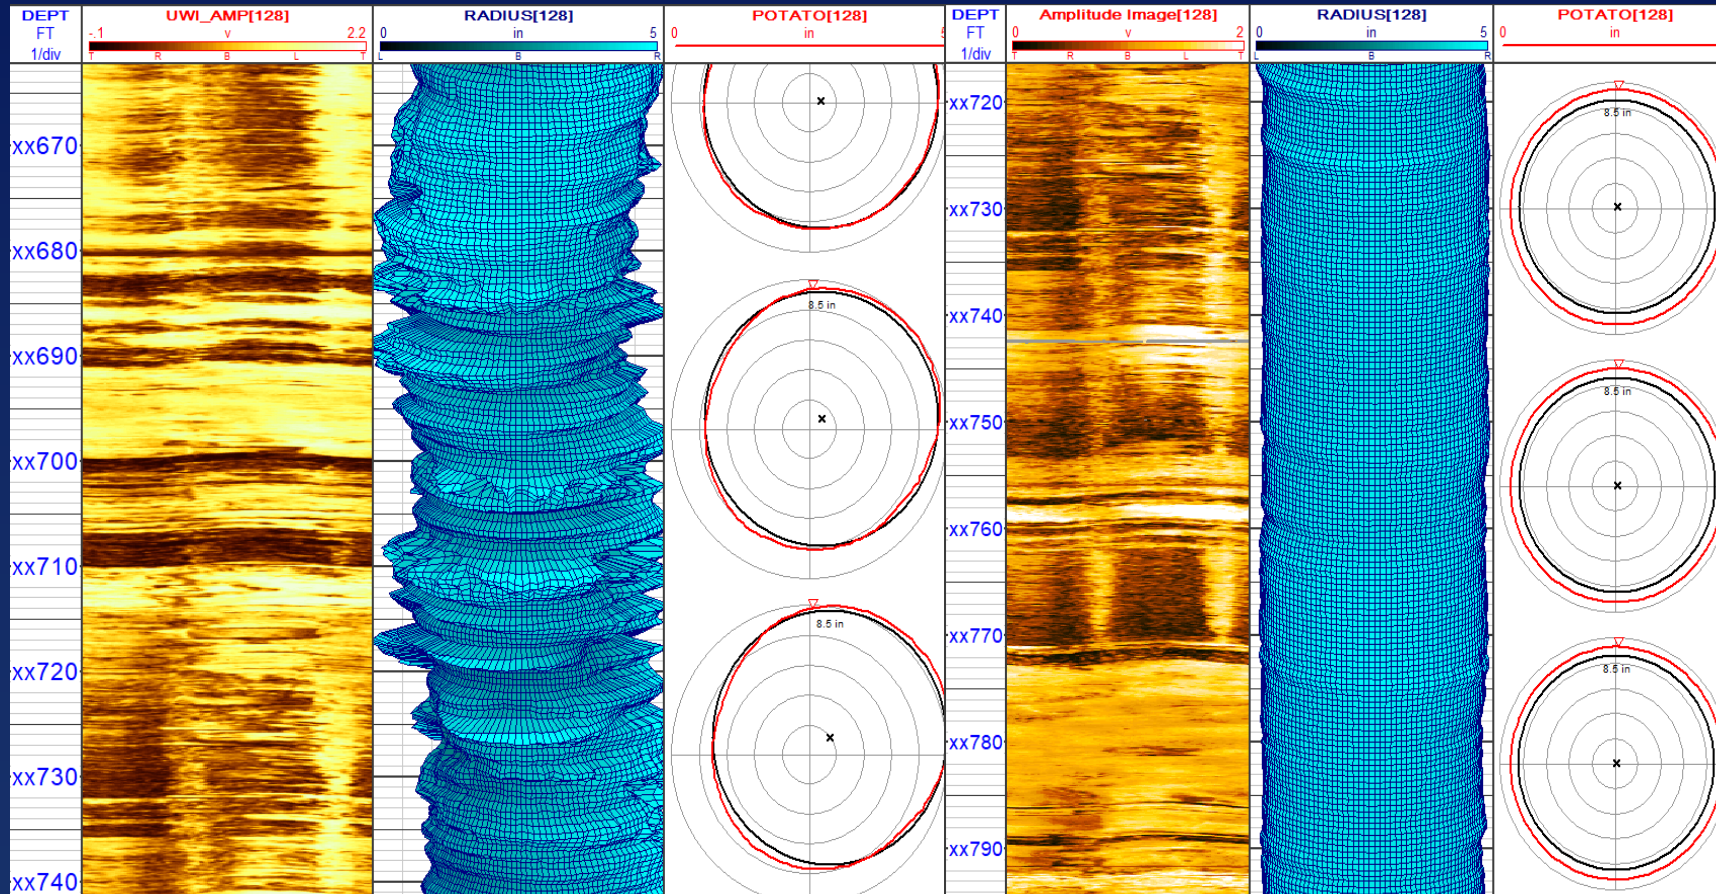 DEPT UWI_AMP[128] RADIUS[128] POTATO[128] DEPT Amplitude Image[128] RADIUS[128] POTATO[128]
FT -.1 v 2.2 0 in 5 0 in 5 FT 0 v 2 0 in 5 0 in
1/div T R B L T L B R 1/div T R B L T L B R
xx670
xx680
8.5 in
xx690
xx700
xx710
8.5 in
xx720
xx730
xx740
xx720
8.5 in
xx730
xx740
8.5 in
xx750
xx760
xx770
8.5 in
xx780
xx790